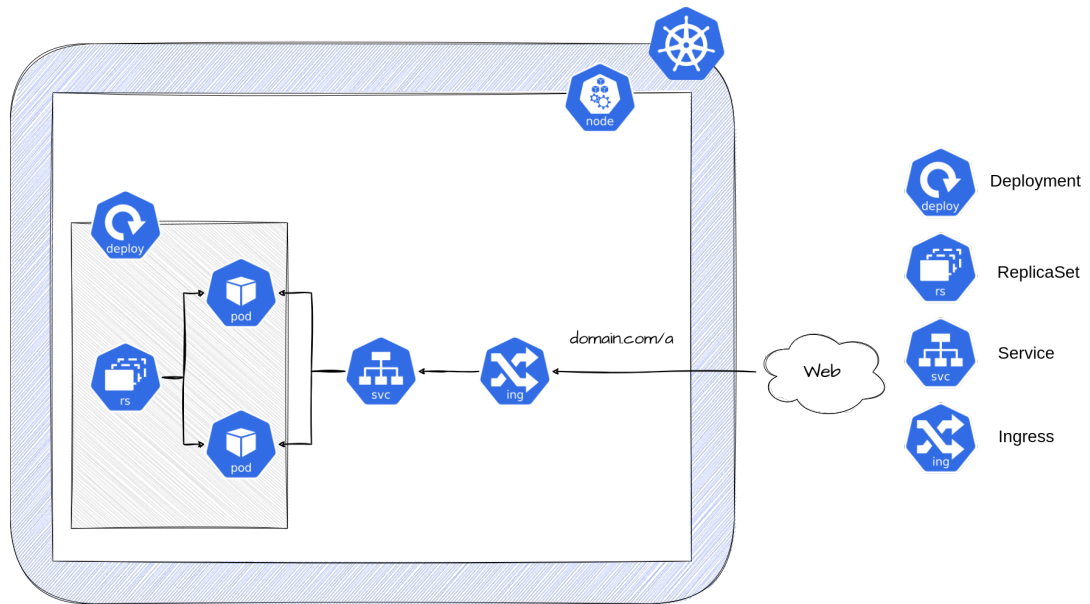 node
deploy
pod
rs
pod
svc
ing
domain.com/a
Web
deploy
Deployment
rs
ReplicaSet
svc
Service
ing
Ingress